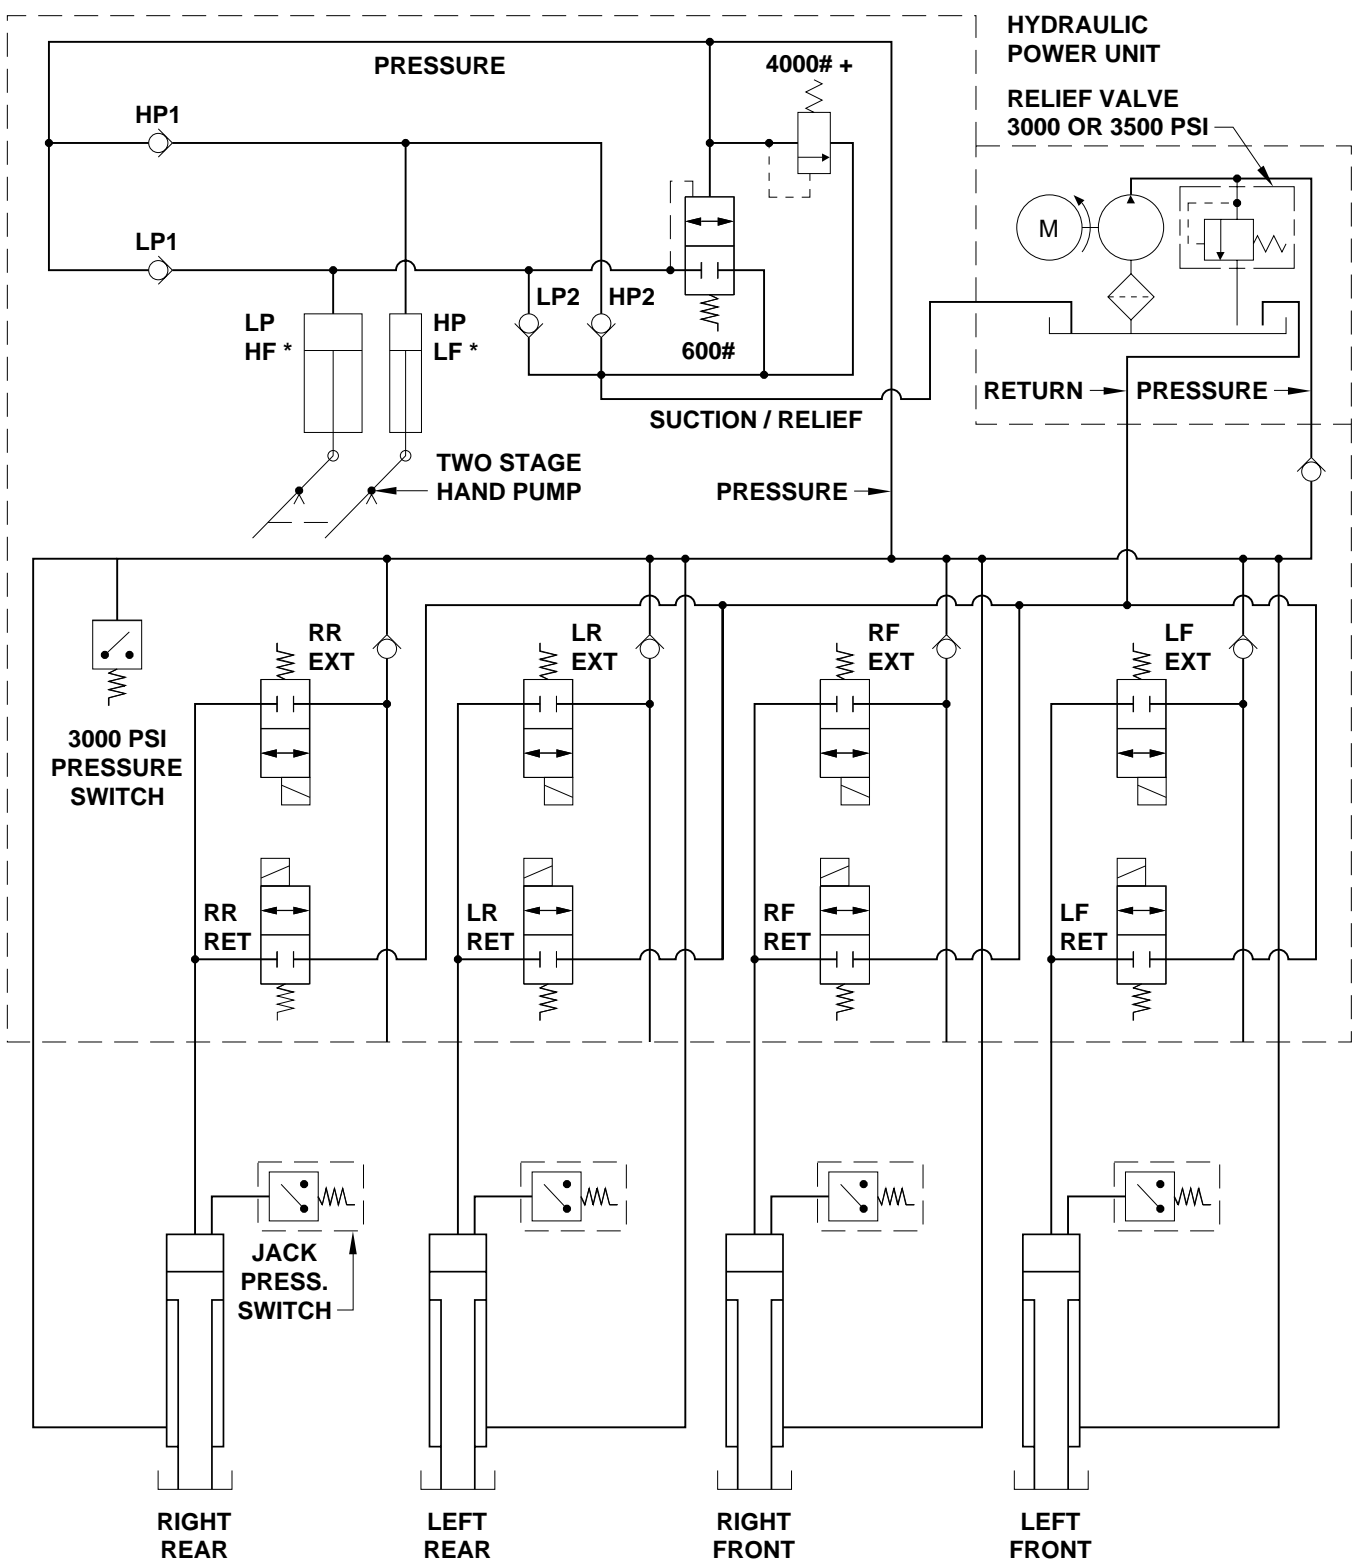 HYDRAULIC
POWER UNIT
PRESSURE
4000# +
RELIEF VALVE
3000 OR 3500 PSI
HP1
M
LP1
LP2
HP2
LP
HF *
HP
LF *
600#
RETURN
PRESSURE
SUCTION / RELIEF
TWO STAGE
HAND PUMP
PRESSURE
RR
EXT
LR
EXT
RF
EXT
LF
EXT
3000 PSI
PRESSURE
SWITCH
RR
RET
LR
RET
RF
RET
LF
RET
JACK
PRESS.
SWITCH
RIGHT
REAR
LEFT
REAR
RIGHT
FRONT
LEFT
FRONT